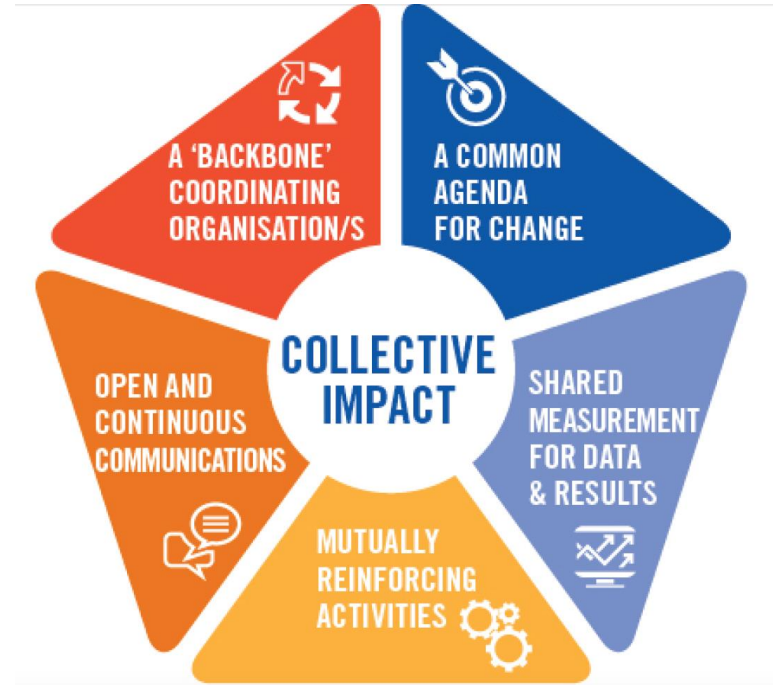 A ‘BACKBONE’
COORDINATING
ORGANISATION/S
A COMMON
AGENDA
FOR CHANGE
COLLECTIVE
IMPACT
OPEN AND
CONTINUOUS
COMMUNICATIONS
SHARED
MEASUREMENT
FOR DATA
& RESULTS
MUTUALLY
REINFORCING
ACTIVITIES